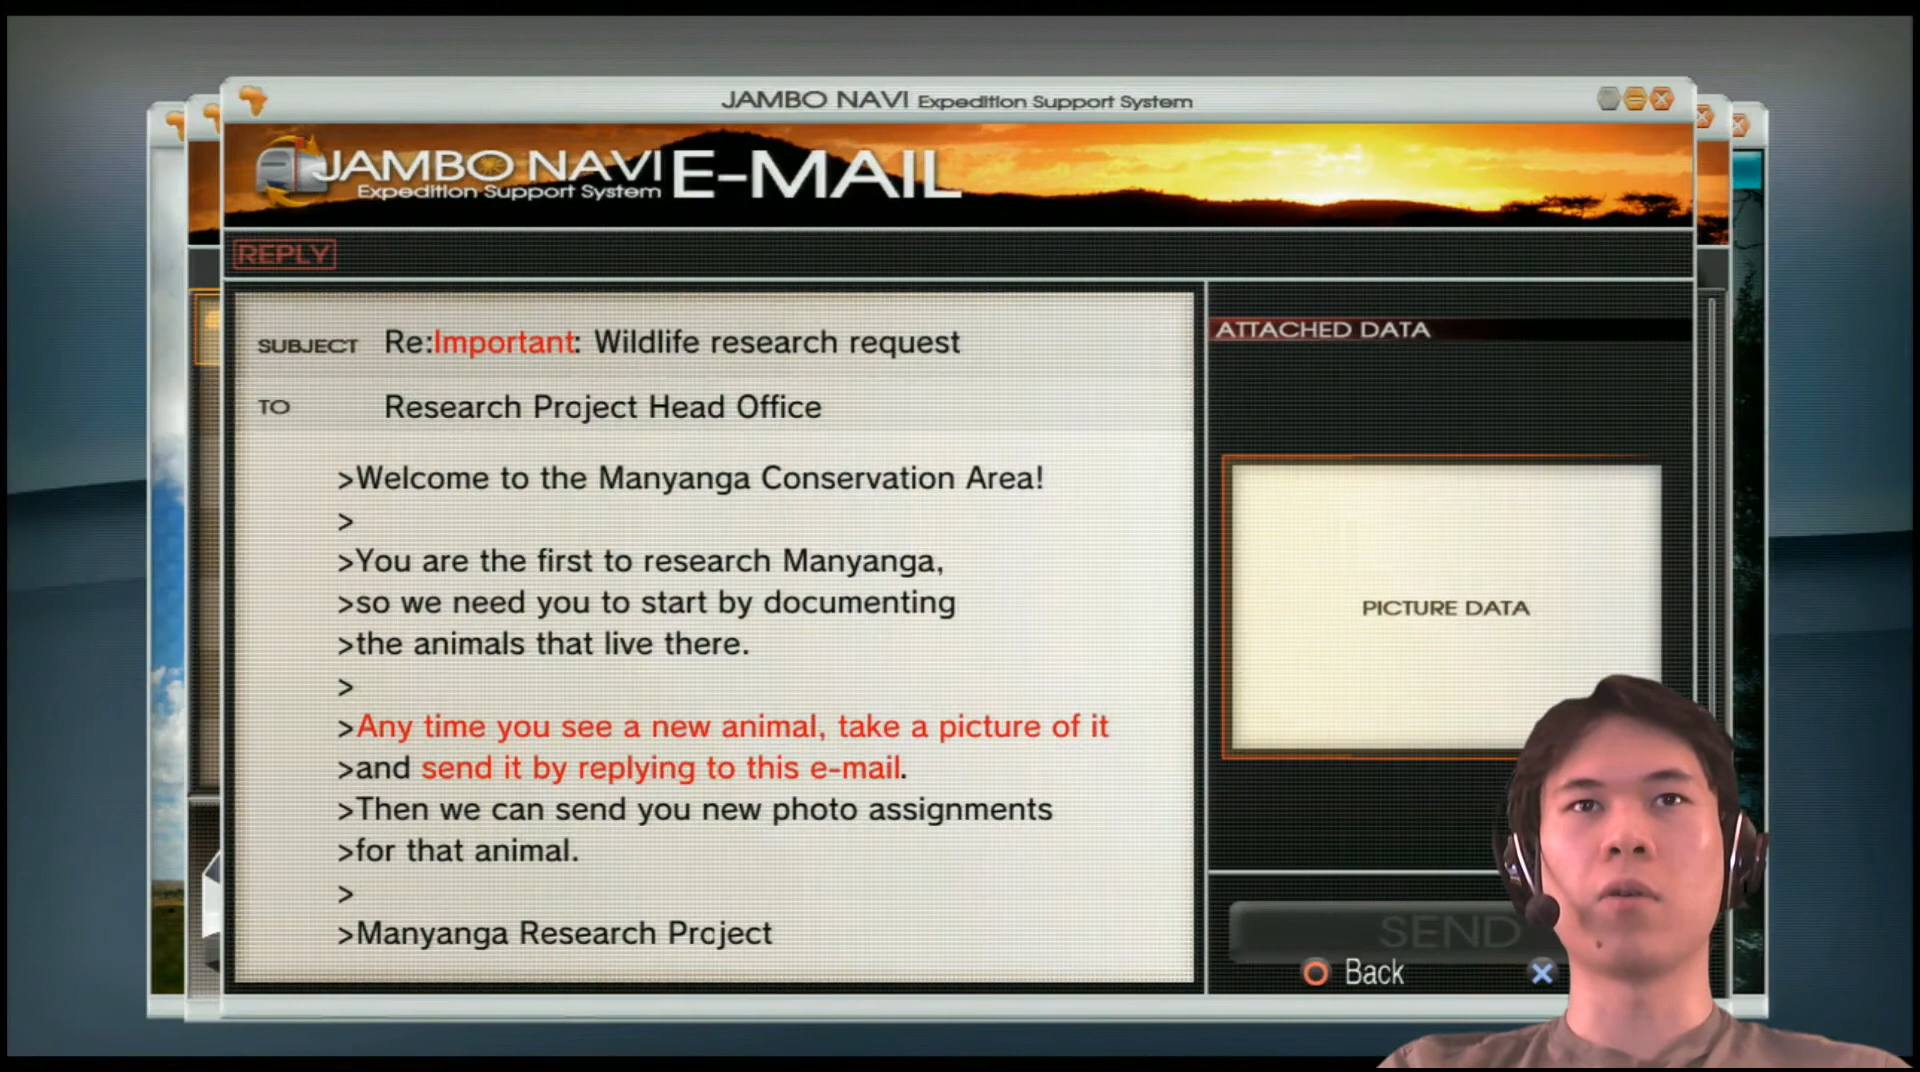 JAMBO NAVI Expedition Support System
JAMBO NAVI
Expedition Support System
E-MAIL
REPLY
SUBJECT Re:Important: Wildlife research request
TO Research Project Head Office
>Welcome to the Manyanga Conservation Area!
>
>You are the first to research Manyanga,
>so we need you to start by documenting
>the animals that live there.
>
>Any time you see a new animal, take a picture of it
>and send it by replying to this e-mail.
>Then we can send you new photo assignments
>for that animal.
>
>Manyanga Research Project
ATTACHED DATA
PICTURE DATA
SEND
Back